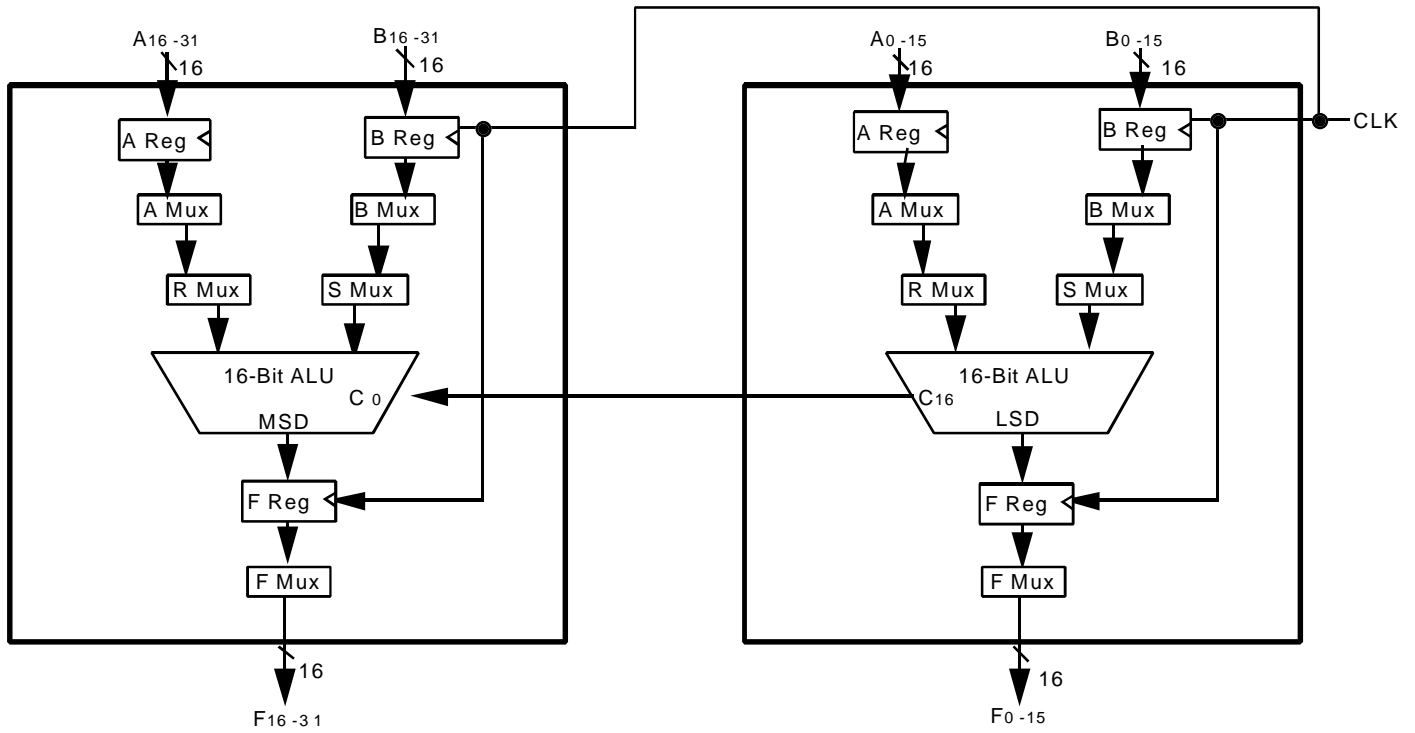 A16-31
16
B16-31
16
A0-15
16
B0-15
16
CLK
A Reg
B Reg
A Reg
B Reg
A Mux
B Mux
A Mux
B Mux
R Mux
S Mux
R Mux
S Mux
16-Bit ALU
C 0
MSD
16-Bit ALU
C16
LSD
F Reg
F Reg
F Mux
F Mux
16
16
F16-31
F0-15